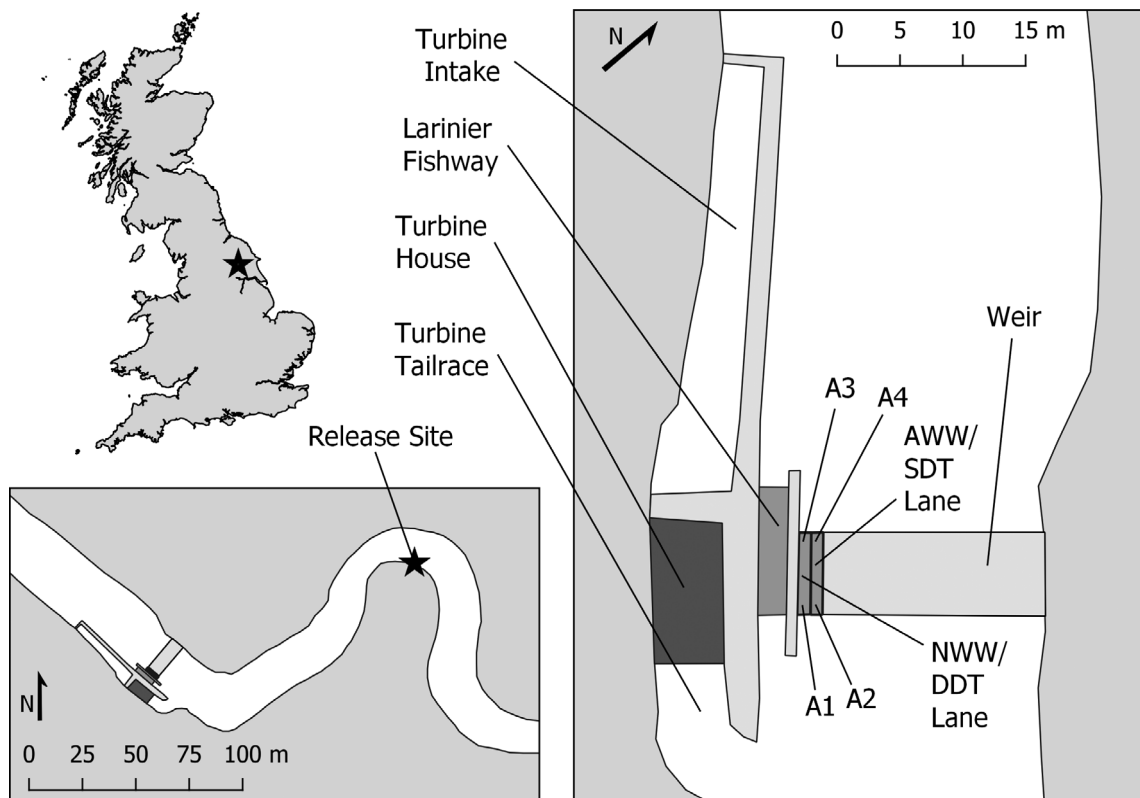 Turbine
Intake
Larinier
Fishway
Turbine
House
Turbine
Tailrace
Release Site
N
0 25 50 75 100 m
N
0 5 10 15 m
Weir
A3
A4
AWW/
SDT
Lane
NWW/
DDT
Lane
A1
A2